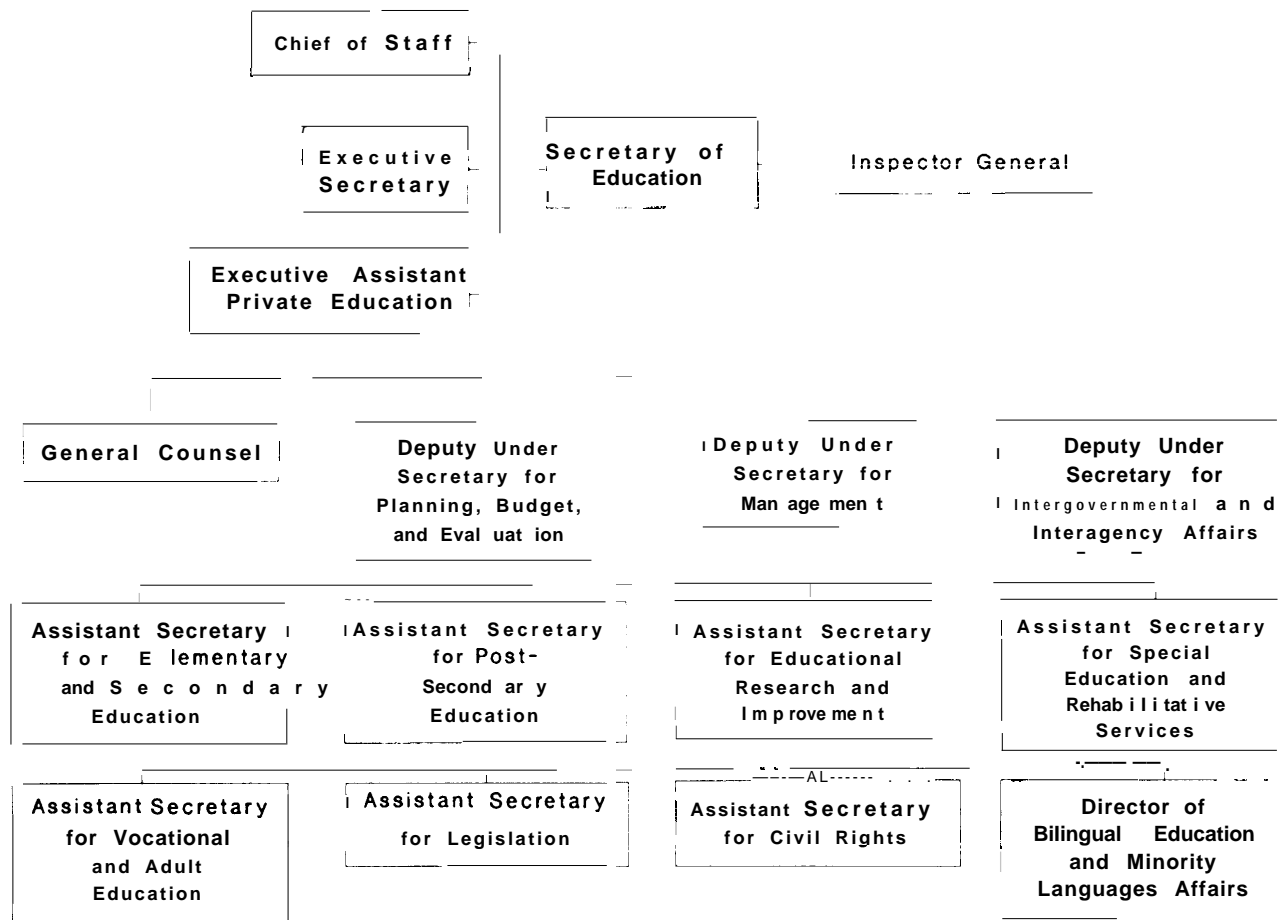 Chief of Staff
Executive
Secretary
Secretary of
Education
Inspector General
Executive Assistant
Private Education
General Counsel
Deputy Under
Secretary for
Planning, Budget,
and Evaluation
Deputy Under
Secretary for
Management
Deputy Under
Secretary for
Intergovernmental and
Interagency Affairs
Assistant Secretary
for Elementary
and Secondary
Education
Assistant Secretary
for Post-
Secondary
Education
Assistant Secretary
for Educational
Research and
Improvement
Assistant Secretary
for Special
Education and
Rehabilitative
Services
Assistant Secretary
for Vocational
and Adult
Education
Assistant Secretary
for Legislation
AL
Assistant Secretary
for Civil Rights
Director of
Bilingual Education
and Minority
Languages Affairs